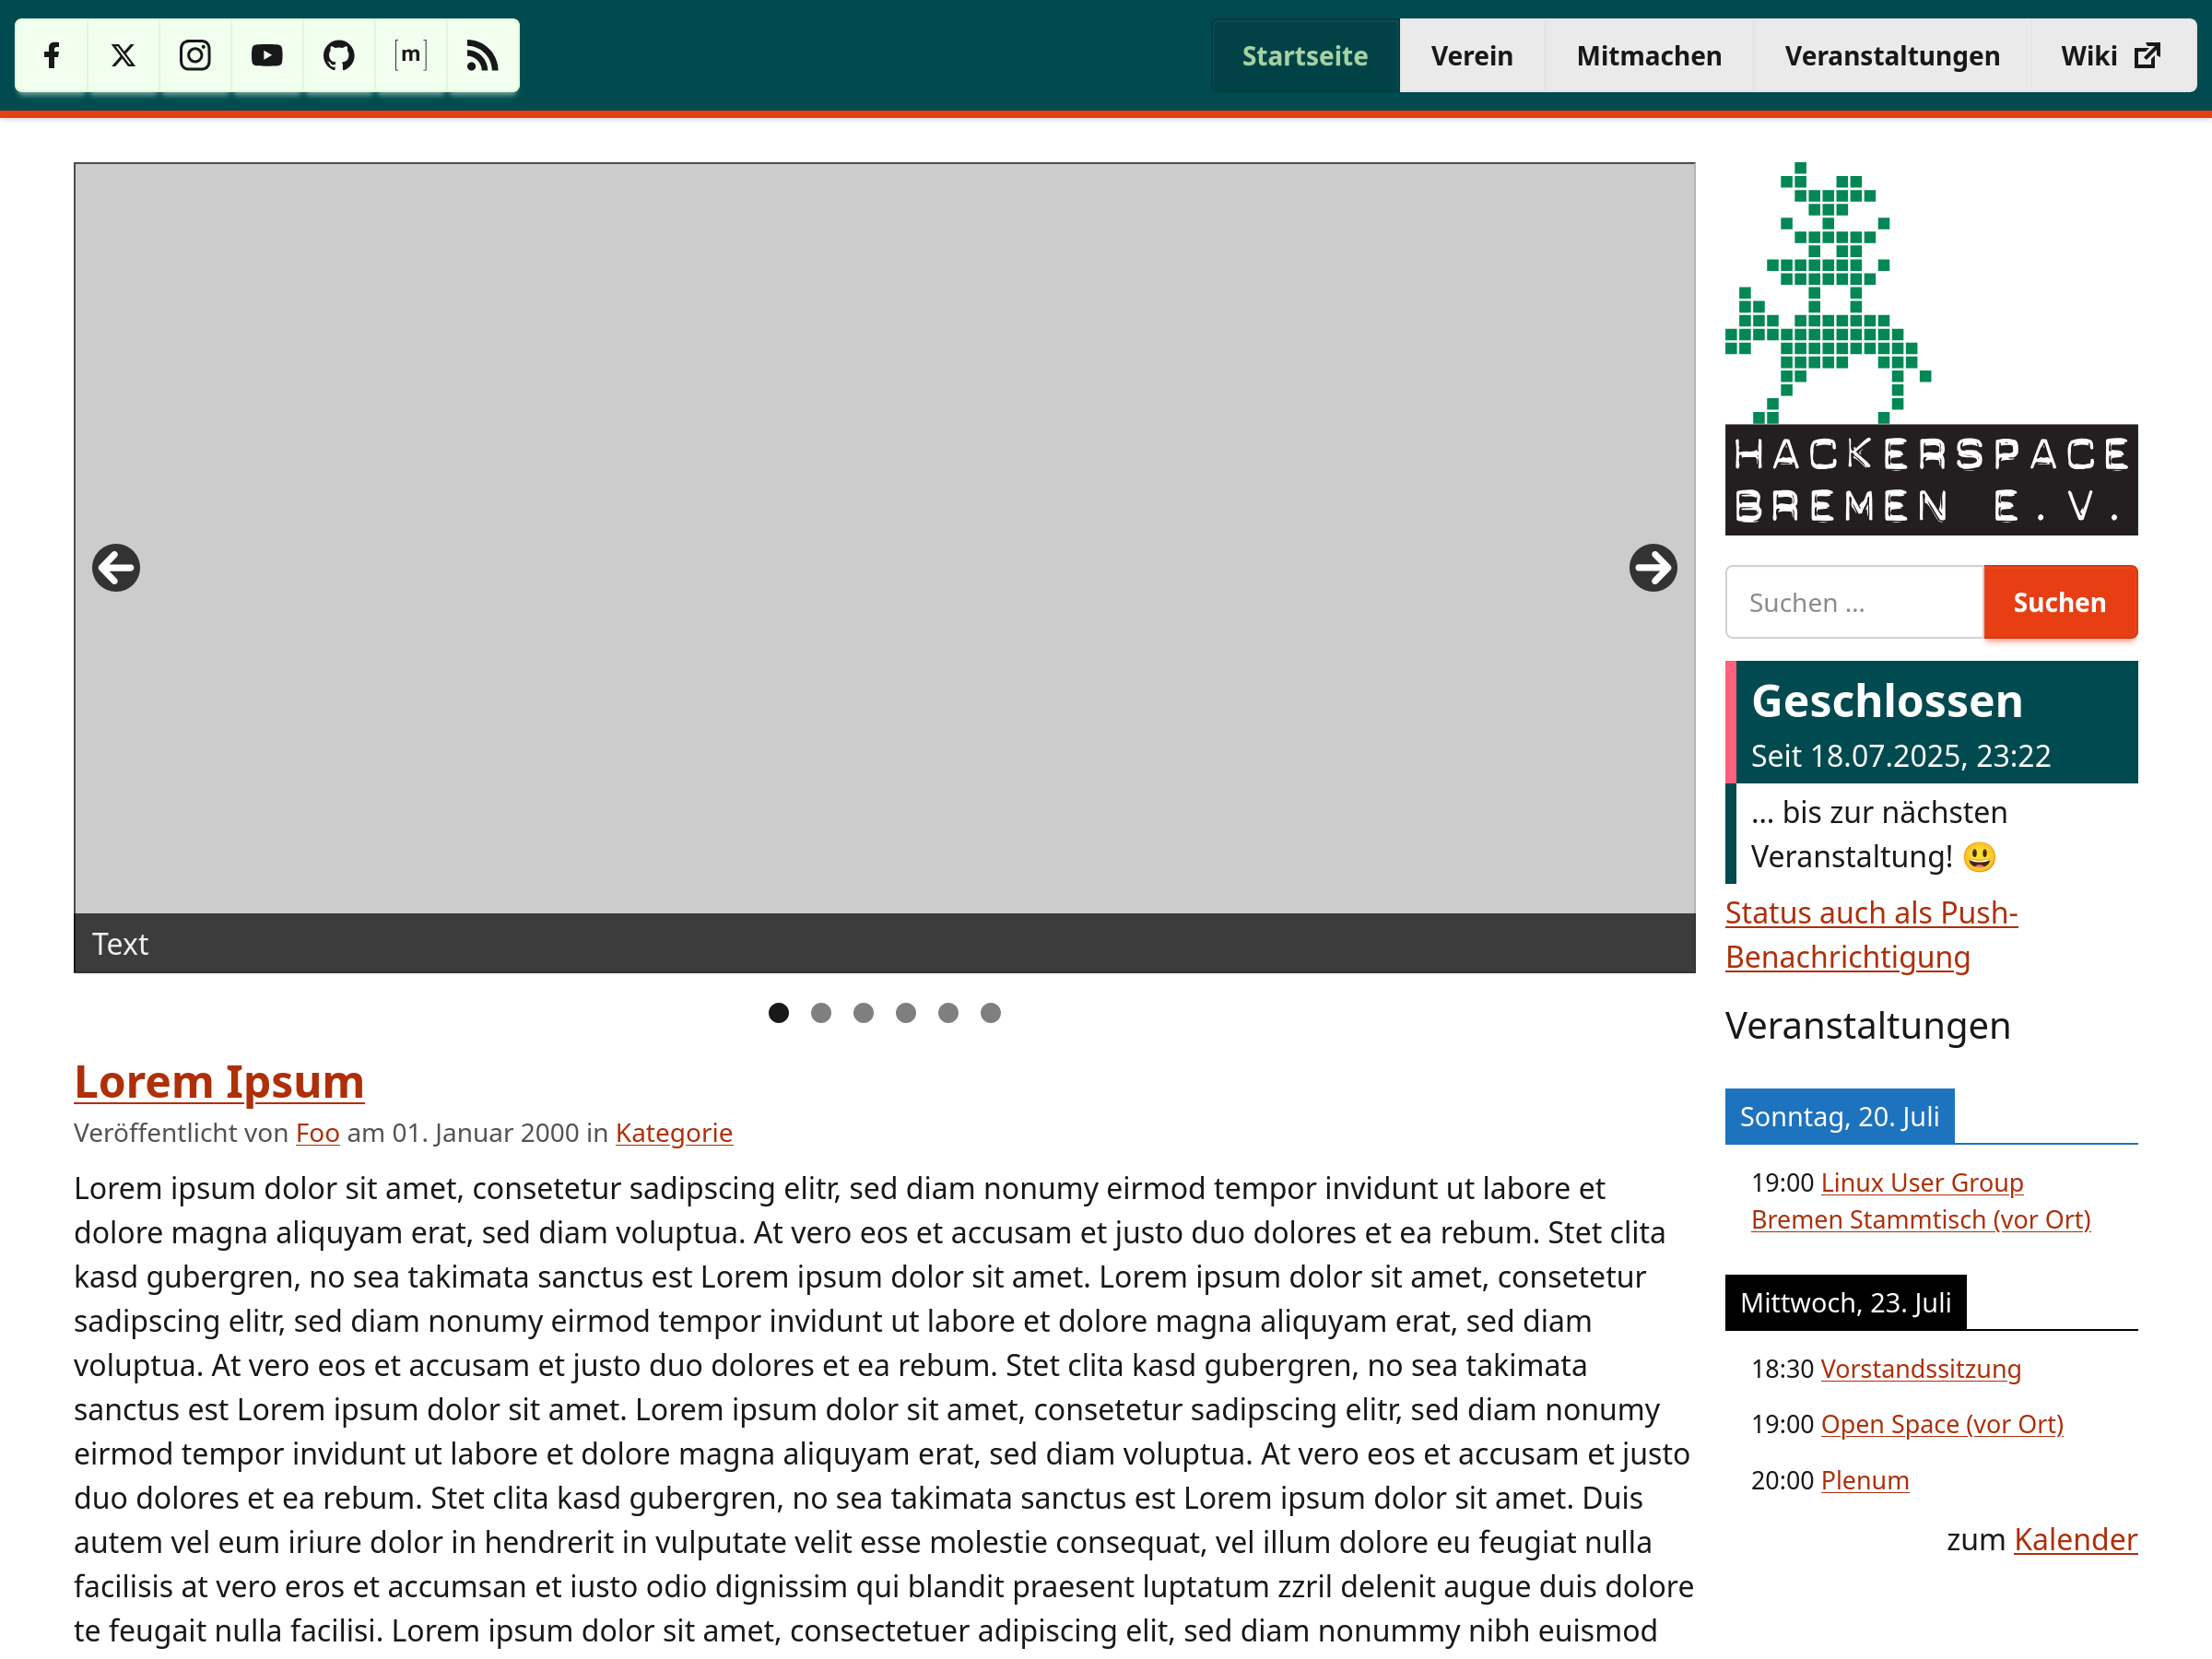 [m]
Startseite
Verein
Mitmachen
Veranstaltungen
Wiki
Text
Lorem Ipsum
Veröffentlicht von Foo am 01. Januar 2000 in Kategorie
Lorem ipsum dolor sit amet, consetetur sadipscing elitr, sed diam nonumy eirmod tempor invidunt ut labore et
dolore magna aliquyam erat, sed diam voluptua. At vero eos et accusam et justo duo dolores et ea rebum. Stet clita
kasd gubergren, no sea takimata sanctus est Lorem ipsum dolor sit amet. Lorem ipsum dolor sit amet, consetetur
sadipscing elitr, sed diam nonumy eirmod tempor invidunt ut labore et dolore magna aliquyam erat, sed diam
voluptua. At vero eos et accusam et justo duo dolores et ea rebum. Stet clita kasd gubergren, no sea takimata
sanctus est Lorem ipsum dolor sit amet. Lorem ipsum dolor sit amet, consetetur sadipscing elitr, sed diam nonumy
eirmod tempor invidunt ut labore et dolore magna aliquyam erat, sed diam voluptua. At vero eos et accusam et justo
duo dolores et ea rebum. Stet clita kasd gubergren, no sea takimata sanctus est Lorem ipsum dolor sit amet. Duis
autem vel eum iriure dolor in hendrerit in vulputate velit esse molestie consequat, vel illum dolore eu feugiat nulla
facilisis at vero eros et accumsan et iusto odio dignissim qui blandit praesent luptatum zzril delenit augue duis dolore
te feugait nulla facilisi. Lorem ipsum dolor sit amet, consectetuer adipiscing elit, sed diam nonummy nibh euismod
HACKERSPACE
BREMEN E.V.
Suchen ...
Suchen
Geschlossen
Seit 18.07.2025, 23:22
... bis zur nächsten
Veranstaltung! 😃
Status auch als Push-
Benachrichtigung
Veranstaltungen
Sonntag, 20. Juli
19:00 Linux User Group
Bremen Stammtisch (vor Ort)
Mittwoch, 23. Juli
18:30 Vorstandssitzung
19:00 Open Space (vor Ort)
20:00 Plenum
zum Kalender